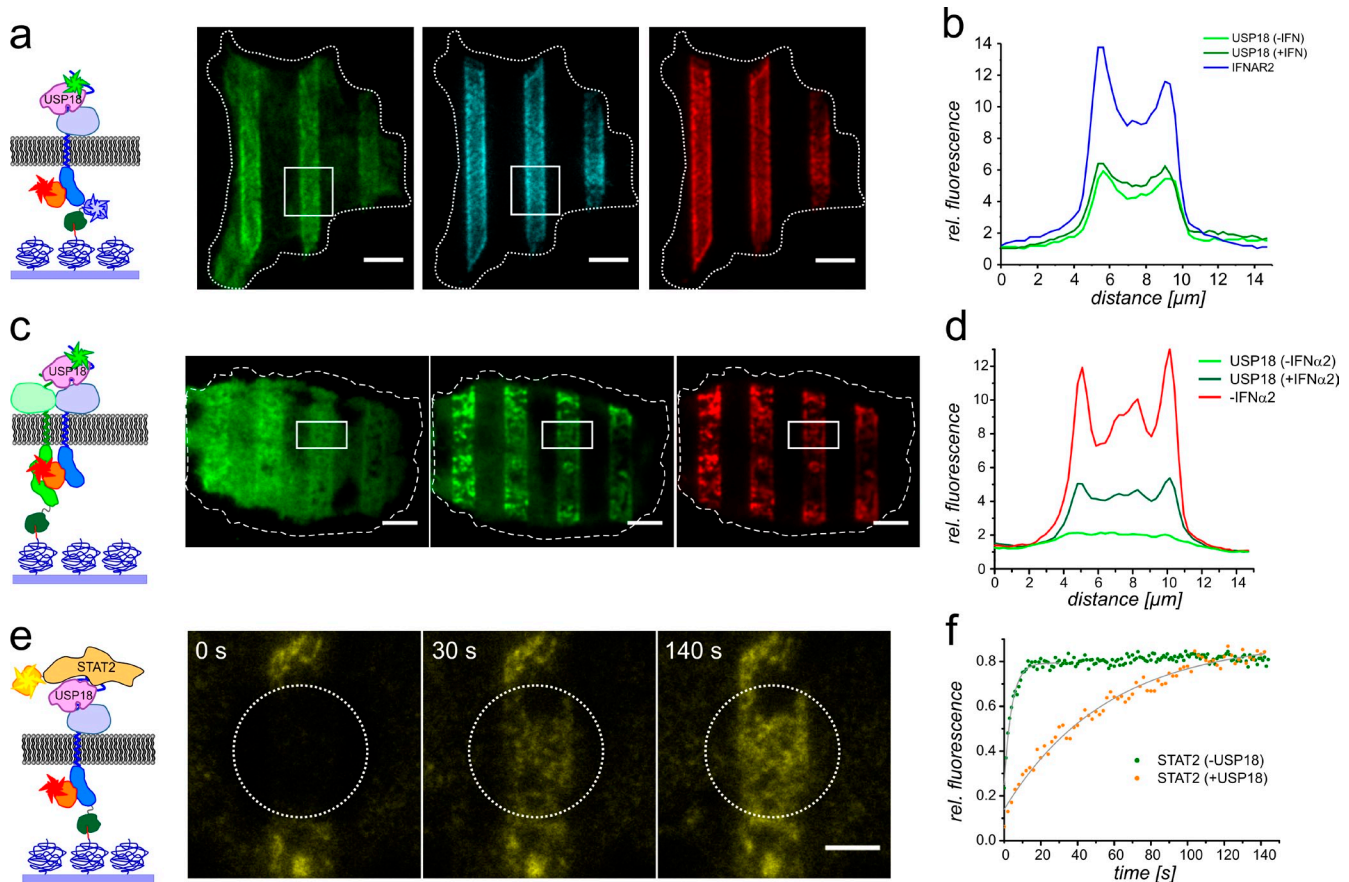 a
USP18
b
rel. fluorescence
14
12
10
8
6
4
2
0
0 2 4 6 8 10 12 14
distance [µm]
USP18 (-IFN)
USP18 (+IFN)
IFNAR2
c
USP18
d
rel. fluorescence
12
10
8
6
4
2
0
0 2 4 6 8 10 12 14
distance [µm]
USP18 (-IFNα2)
USP18 (+IFNα2)
-IFNα2
e
STAT2
USP18
0 s
30 s
140 s
f
rel. fluorescence
0.8
0.6
0.4
0.2
0.0
0 20 40 60 80 100 120 140
time [s]
STAT2 (-USP18)
STAT2 (+USP18)